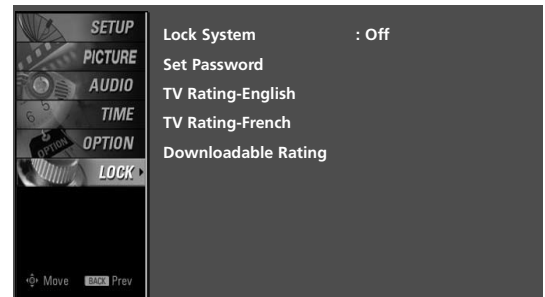 SETUP
PICTURE
AUDIO
TIME
OPTION
LOCK
Move BACK Prev
Lock System : Off
Set Password
TV Rating-English
TV Rating-French
Downloadable Rating